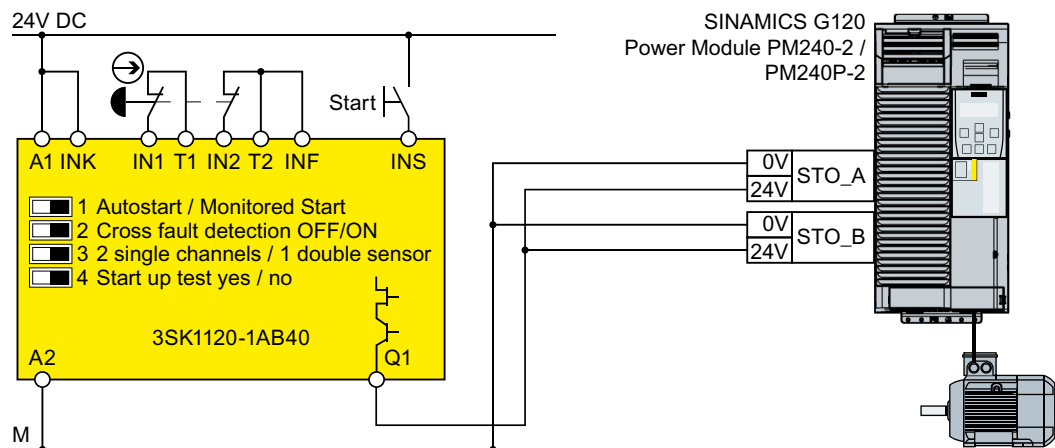 24V DC
SINAMICS G120
Power Module PM240-2 /
PM240P-2
Start
A1 INK IN1 T1 IN2 T2 INF INS
1 Autostart / Monitored Start
2 Cross fault detection OFF/ON
3 2 single channels / 1 double sensor
4 Start up test yes / no
3SK1120-1AB40
A2 Q1
M
0V
STO_A
24V
0V
STO_B
24V